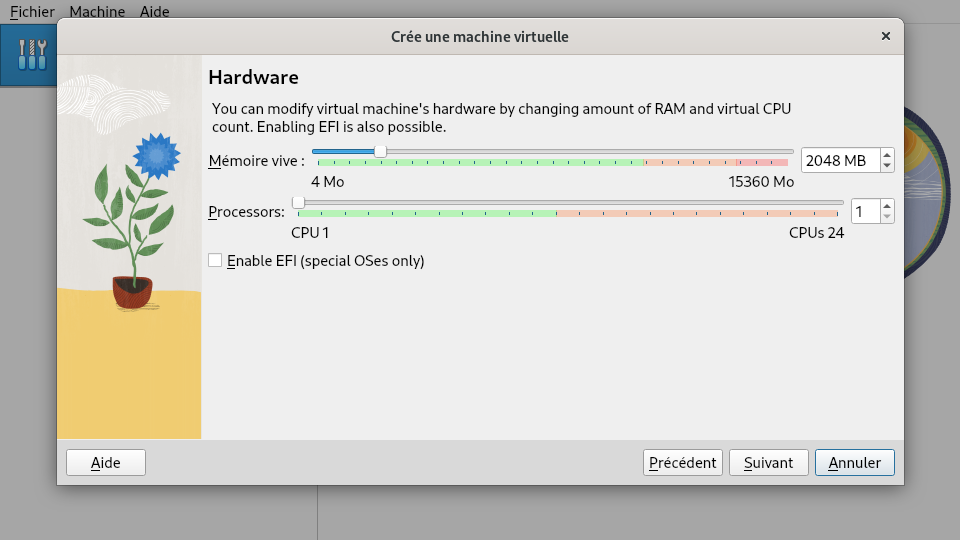 Fichier Machine Aide
Crée une machine virtuelle
Hardware
You can modify virtual machine's hardware by changing amount of RAM and virtual CPU
count. Enabling EFI is also possible.
Mémoire vive : 2048 MB
4 Mo 15360 Mo
Processors: 1
CPU 1 CPUs 24
Enable EFI (special OSes only)
Aide Précédent Suivant Annuler